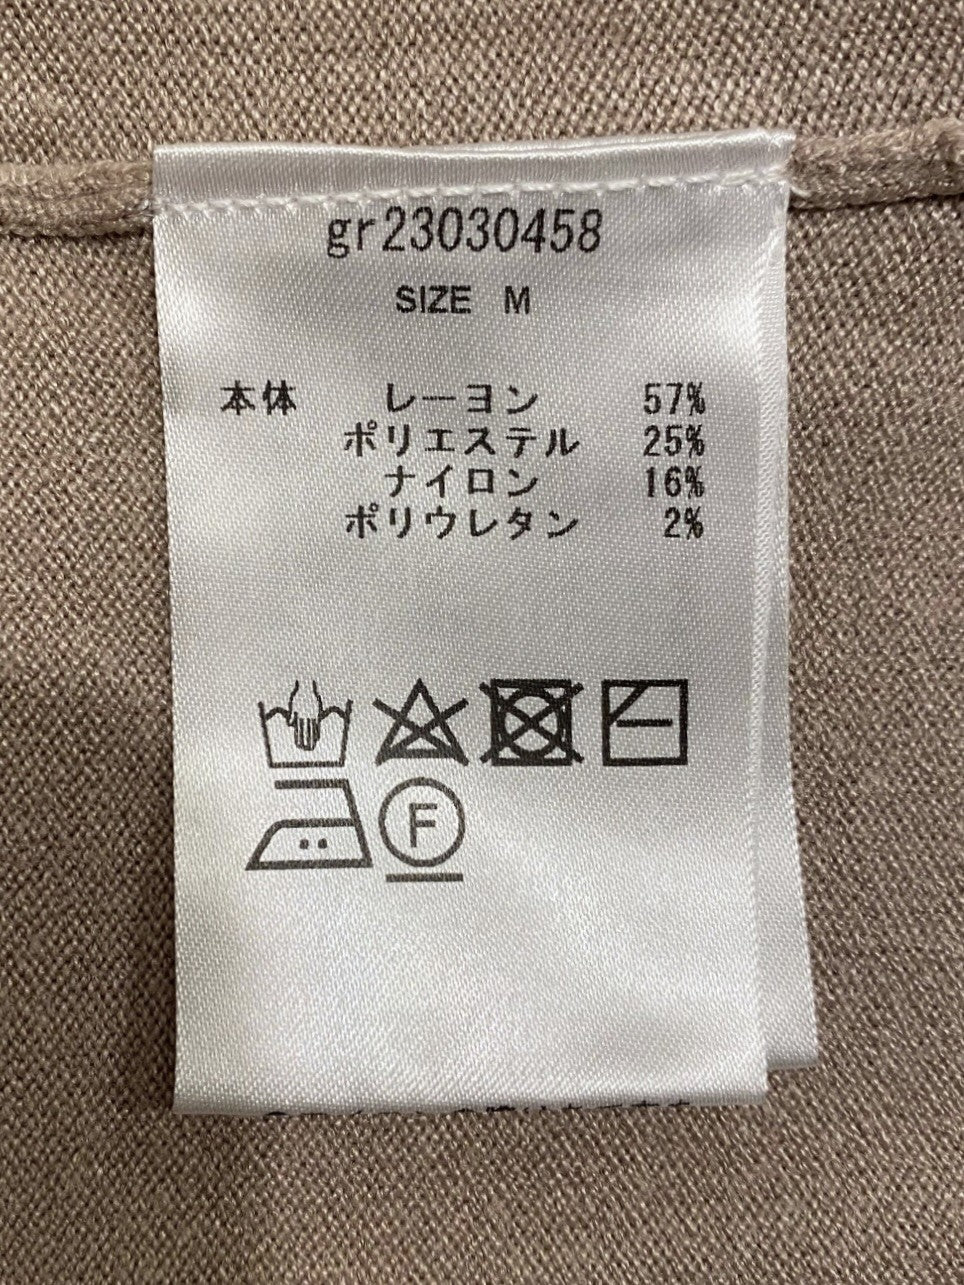 gr23030458
SIZE M
本体 レーヨン 57%
ポリエステル 25%
ナイロン 16%
ポリウレタン 2%
F